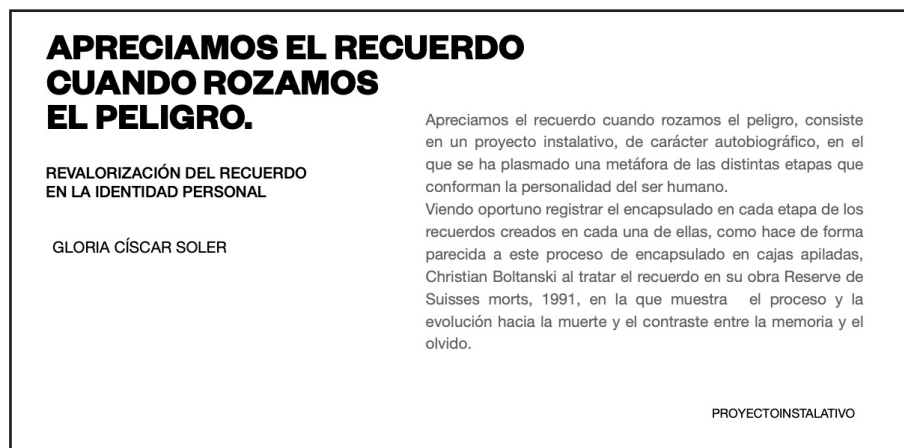 APRECIAMOS EL RECUERDO
CUANDO ROZAMOS
EL PELIGRO.
REVALORIZACIÓN DEL RECUERDO
EN LA IDENTIDAD PERSONAL
GLORIA CÍSCAR SOLER
Apreciamos el recuerdo cuando rozamos el peligro, consiste
en un proyecto instalativo, de carácter autobiográfico, en el
que se ha plasmado una metáfora de las distintas etapas que
conforman la personalidad del ser humano.
Viendo oportuno registrar el encapsulado en cada etapa de los
recuerdos creados en cada una de ellas, como hace de forma
parecida a este proceso de encapsulado en cajas apiladas,
Christian Boltanski al tratar el recuerdo en su obra Reserve de
Suisses morts, 1991, en la que muestra el proceso y la
evolución hacia la muerte y el contraste entre la memoria y el
olvido.
PROYECTOINSTALATIVO